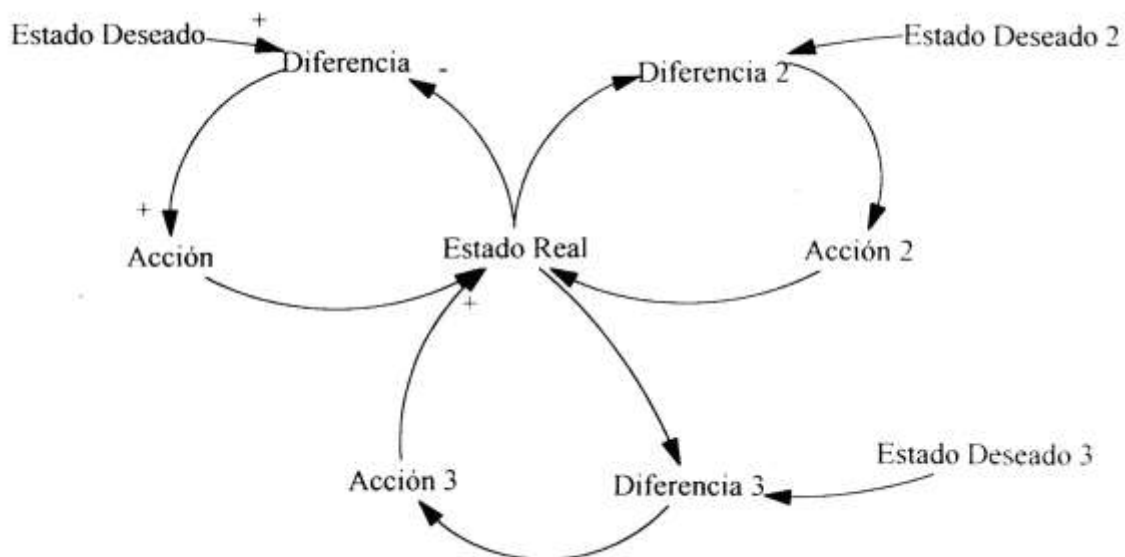 +
Estado Deseado
Estado Deseado 2
Diferencia
-
Diferencia 2
+
Acción
Estado Real
Acción 2
+
Estado Deseado 3
Acción 3
Diferencia 3